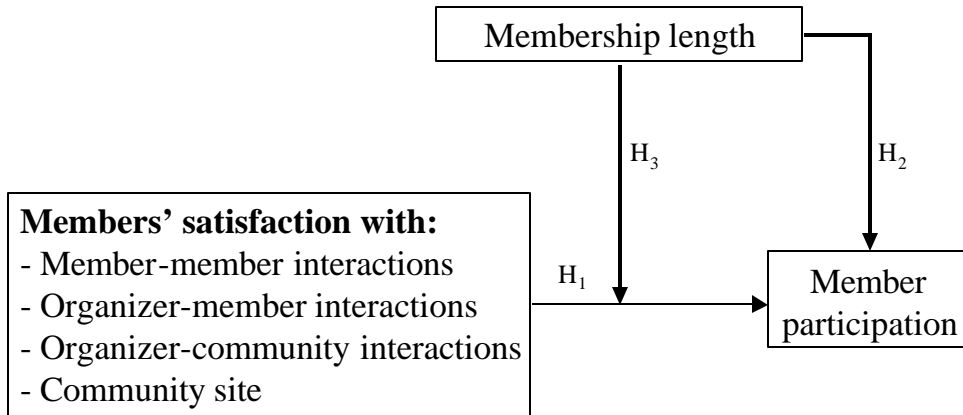 Membership length
H3
H2
Members’ satisfaction with:
- Member-member interactions
- Organizer-member interactions
- Organizer-community interactions
- Community site
H1
Member
participation